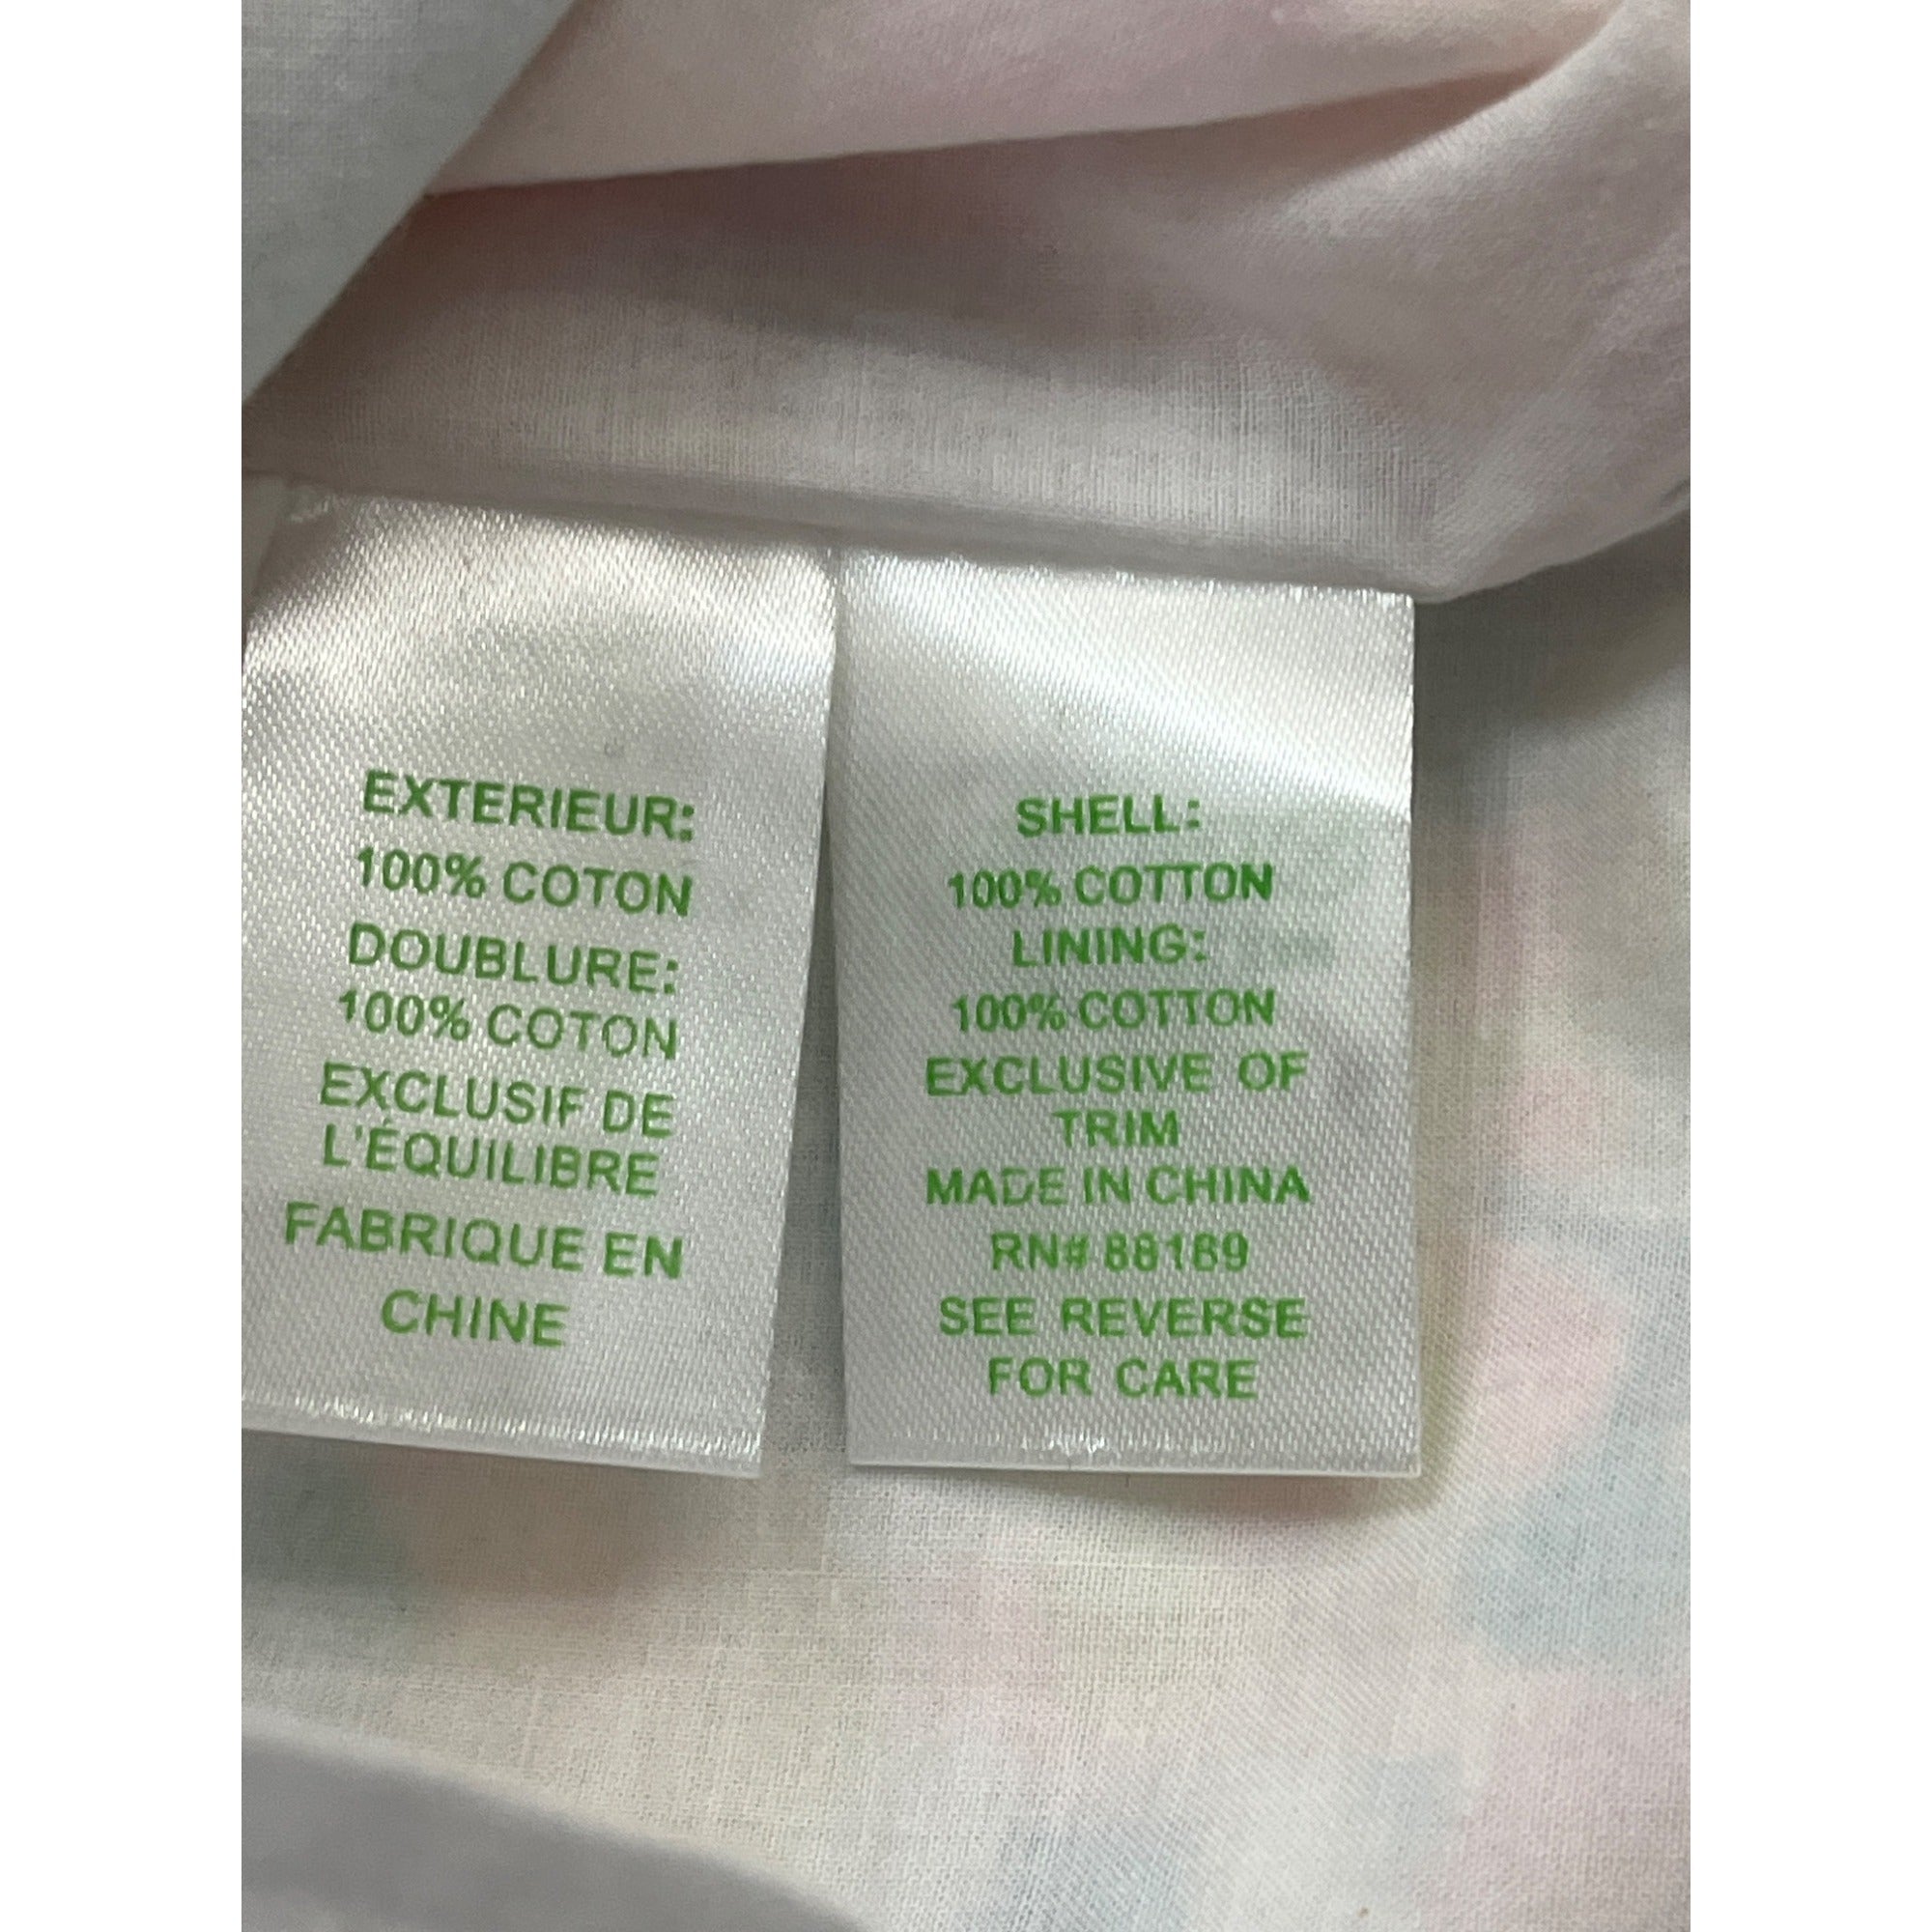 EXTERIEUR:
100% COTON
DOUBLURE:
100% COTON
EXCLUSIF DE
L'ÉQUILIBRE
FABRIQUE EN
CHINE
SHELL:
100% COTTON
LINING:
100% COTTON
EXCLUSIVE OF
TRIM
MADE IN CHINA
RN# 88169
SEE REVERSE
FOR CARE